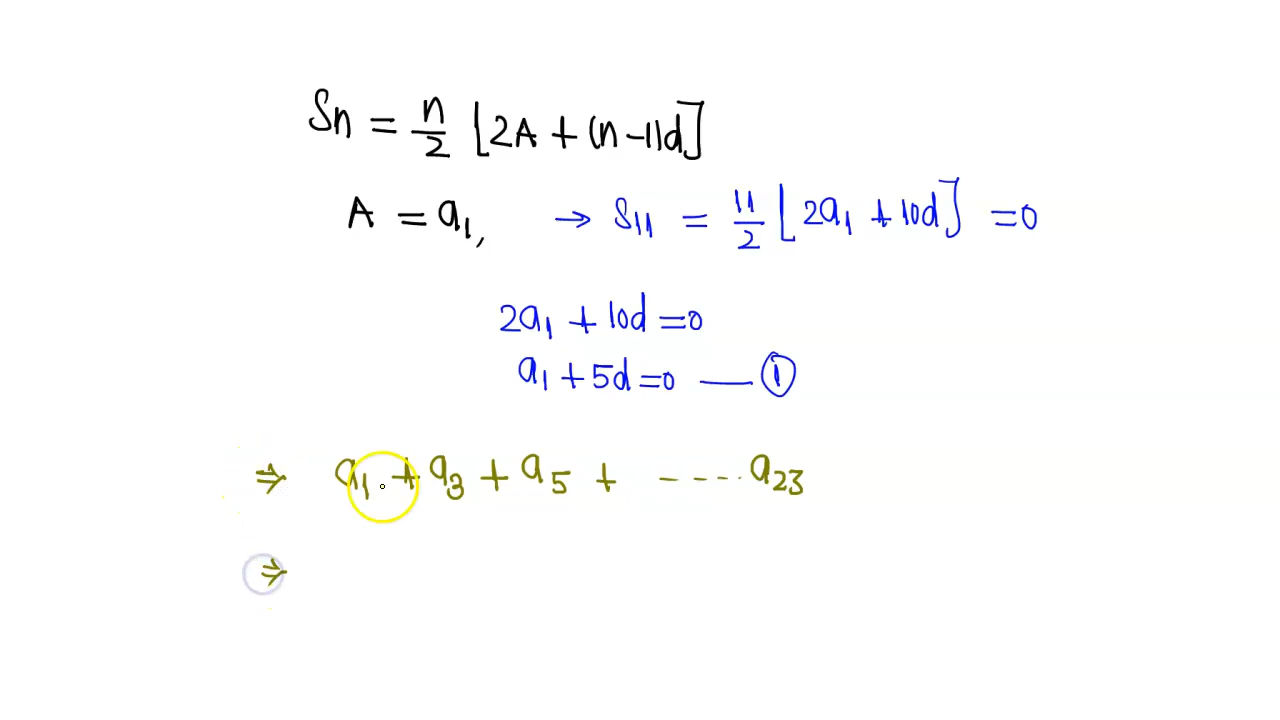 Sn = n/2 [2A + (n-1)d]
A = a₁, → S₁₁ = 11/2 [2a₁ + 10d] = 0
2a₁ + 10d = 0
a₁ + 5d = 0 — ①
⇒ a₁ + a₃ + a₅ + ---- a₂₃
⇒